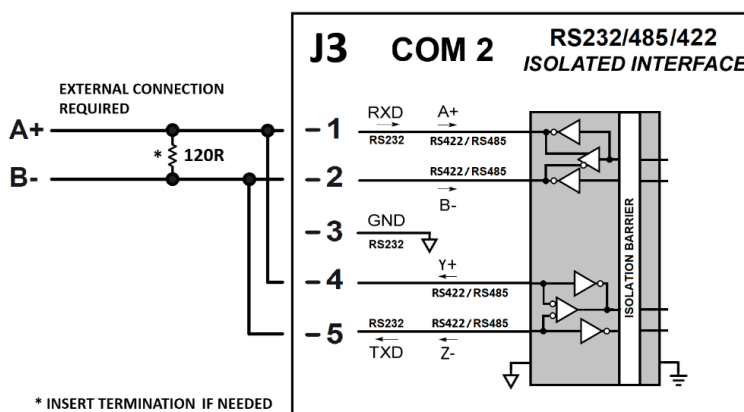 J3 COM 2 RS232/485/422
ISOLATED INTERFACE
EXTERNAL CONNECTION
REQUIRED
A+
* 120R
B-
-1 RXD A+
RS232 RS422/RS485
-2 RS422/RS485
B-
-3 GND
RS232
-4 Y+
RS422/RS485
-5 RS232 RS422/RS485
TXD Z-
ISOLATION BARRIER
* INSERT TERMINATION IF NEEDED